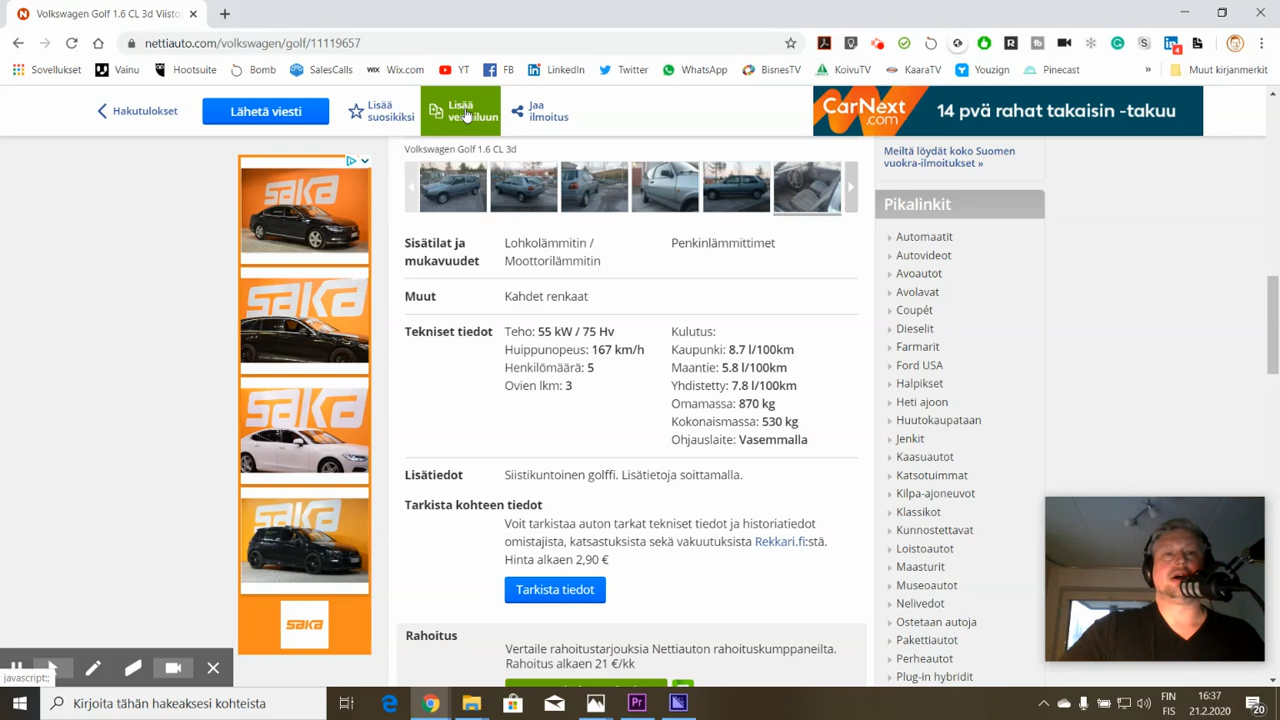 Volkswagen Golf 1.6 CL 3d Viistop
nettiauto.com/volkswagen/golf/11119657
Sovellukset
Vainu
Hootsuite
Bomb
SalesCalls
Wix.com
YT
FB
LinkedIn
Twitter
WhatsApp
BisnesTV
KoivuTV
KaaraTV
Youzign
Pinecast
Muut kirjanmerkit
Hakutulokset
Lähetä viesti
Lisää
suosikiksi
Lisää
Jaa
ilmoitus
CarNext
.com
14 pvä rahat takaisin -takuu
Volkswagen Golf 1.6 CL 3d
Sisätilat ja
mukavuudet
Lohkolämmitin /
Moottorilämmitin
Penkinlämmittimet
Muut
Kahdet renkaat
Tekniset tiedot
Teho: 55 kW / 75 Hv
Huippunopeus: 167 km/h
Henkilömäärä: 5
Ovien lkm: 3
Kulutus:
Kaupunki: 8.7 l/100km
Maantie: 5.8 l/100km
Yhdistetty: 7.8 l/100km
Omamassa: 870 kg
Kokonaismassa: 530 kg
Ohjauslaite: Vasemmalla
Lisätiedot
Siistikuntoinen golffi. Lisätietoja soittamalla.
Tarkista kohteen tiedot
Voit tarkistaa auton tarkat tekniset tiedot ja historiatiedot
omistajista, katsastuksista sekä vakuutuksista Rekkari.fi:stä.
Hinta alkaen 2,90 €
Tarkista tiedot
Rahoitus
Vertaile rahoitustarjouksia Nettiauton rahoituskumppaneilta.
Rahoitus alkaen 21 €/kk
Meiltä löydät koko Suomen
vuokra-ilmoitukset »
Pikalinkit
Automaatit
Autovideot
Avoautot
Avolavat
Coupét
Dieselit
Farmarit
Ford USA
Halpikset
Heti ajoon
Huutokaupataan
Jenkit
Kaasuautot
Katsotuimmat
Kilpa-ajoneuvot
Klassikot
Kunnostettavat
Loistoautot
Maasturit
Museoautot
Nelivedot
Ostetaan autoja
Pakettiautot
Perheautot
Plug-in hybridit
SAKA
SAKA
SAKA
SAKA
SAKA
javascript:;
Kirjoita tähän hakeaksesi kohteista
FIN
FIS
16:37
21.2.2020
20